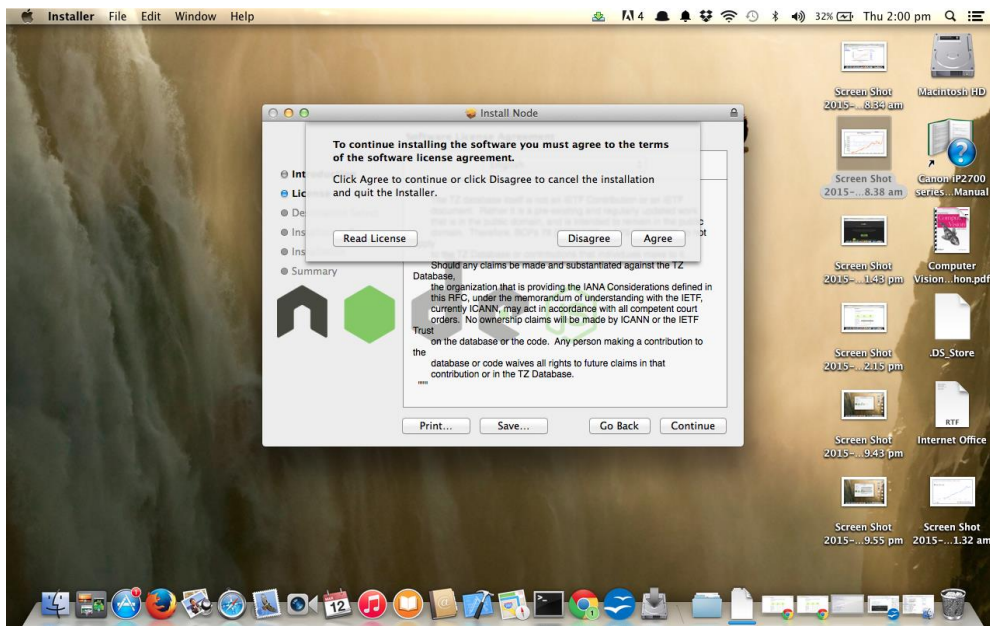 Installer File Edit Window Help
4
32%
Thu 2:00 pm
Install Node
To continue installing the software you must agree to the terms
of the software license agreement.
Click Agree to continue or click Disagree to cancel the installation
and quit the Installer.
Read License
Disagree
Agree
Int
Lic
De
Ins
Ins
Summary
Should any claims be made and substantiated against the TZ
Database,
the organization that is providing the IANA Considerations defined in
this RFC, under the memorandum of understanding with the IETF,
currently ICANN, may act in accordance with all competent court
orders. No ownership claims will be made by ICANN or the IETF
Trust
on the database or the code. Any person making a contribution to
the
database or code waives all rights to future claims in that
contribution or in the TZ Database.
"""
Print...
Save...
Go Back
Continue
Screen Shot
2015-...8.34 am
Macintosh HD
Screen Shot
2015-...8.38 am
Canon iP2700
series...Manual
Screen Shot
2015-...1.43 pm
Computer
Vision...hon.pdf
Screen Shot
2015-...2.15 pm
.DS_Store
Screen Shot
2015-...9.43 pm
RTF
Internet Office
Screen Shot
2015-...9.55 pm
Screen Shot
2015-...1.32 am
12